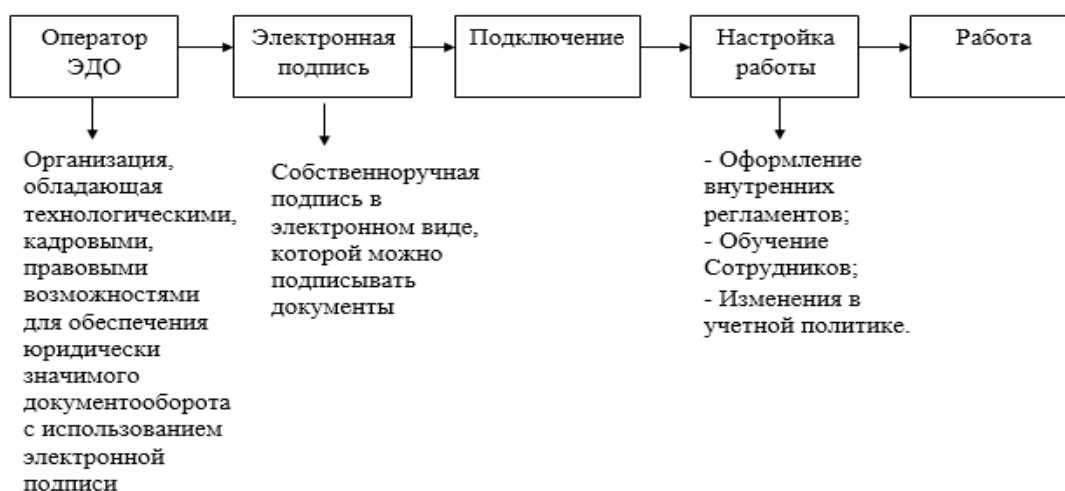 Оператор
ЭДО
Электронная
подпись
Подключение
Настройка
работы
Работа
Организация,
обладающая
технологическими,
кадровыми,
правовыми
возможностями
для обеспечения
юридически
значимого
документооборота
с использованием
электронной
подписи
Собственноручная
подпись в
электронном виде,
которой можно
подписывать
документы
- Оформление
внутренних
регламентов;
- Обучение
Сотрудников;
- Изменения в
учетной политике.